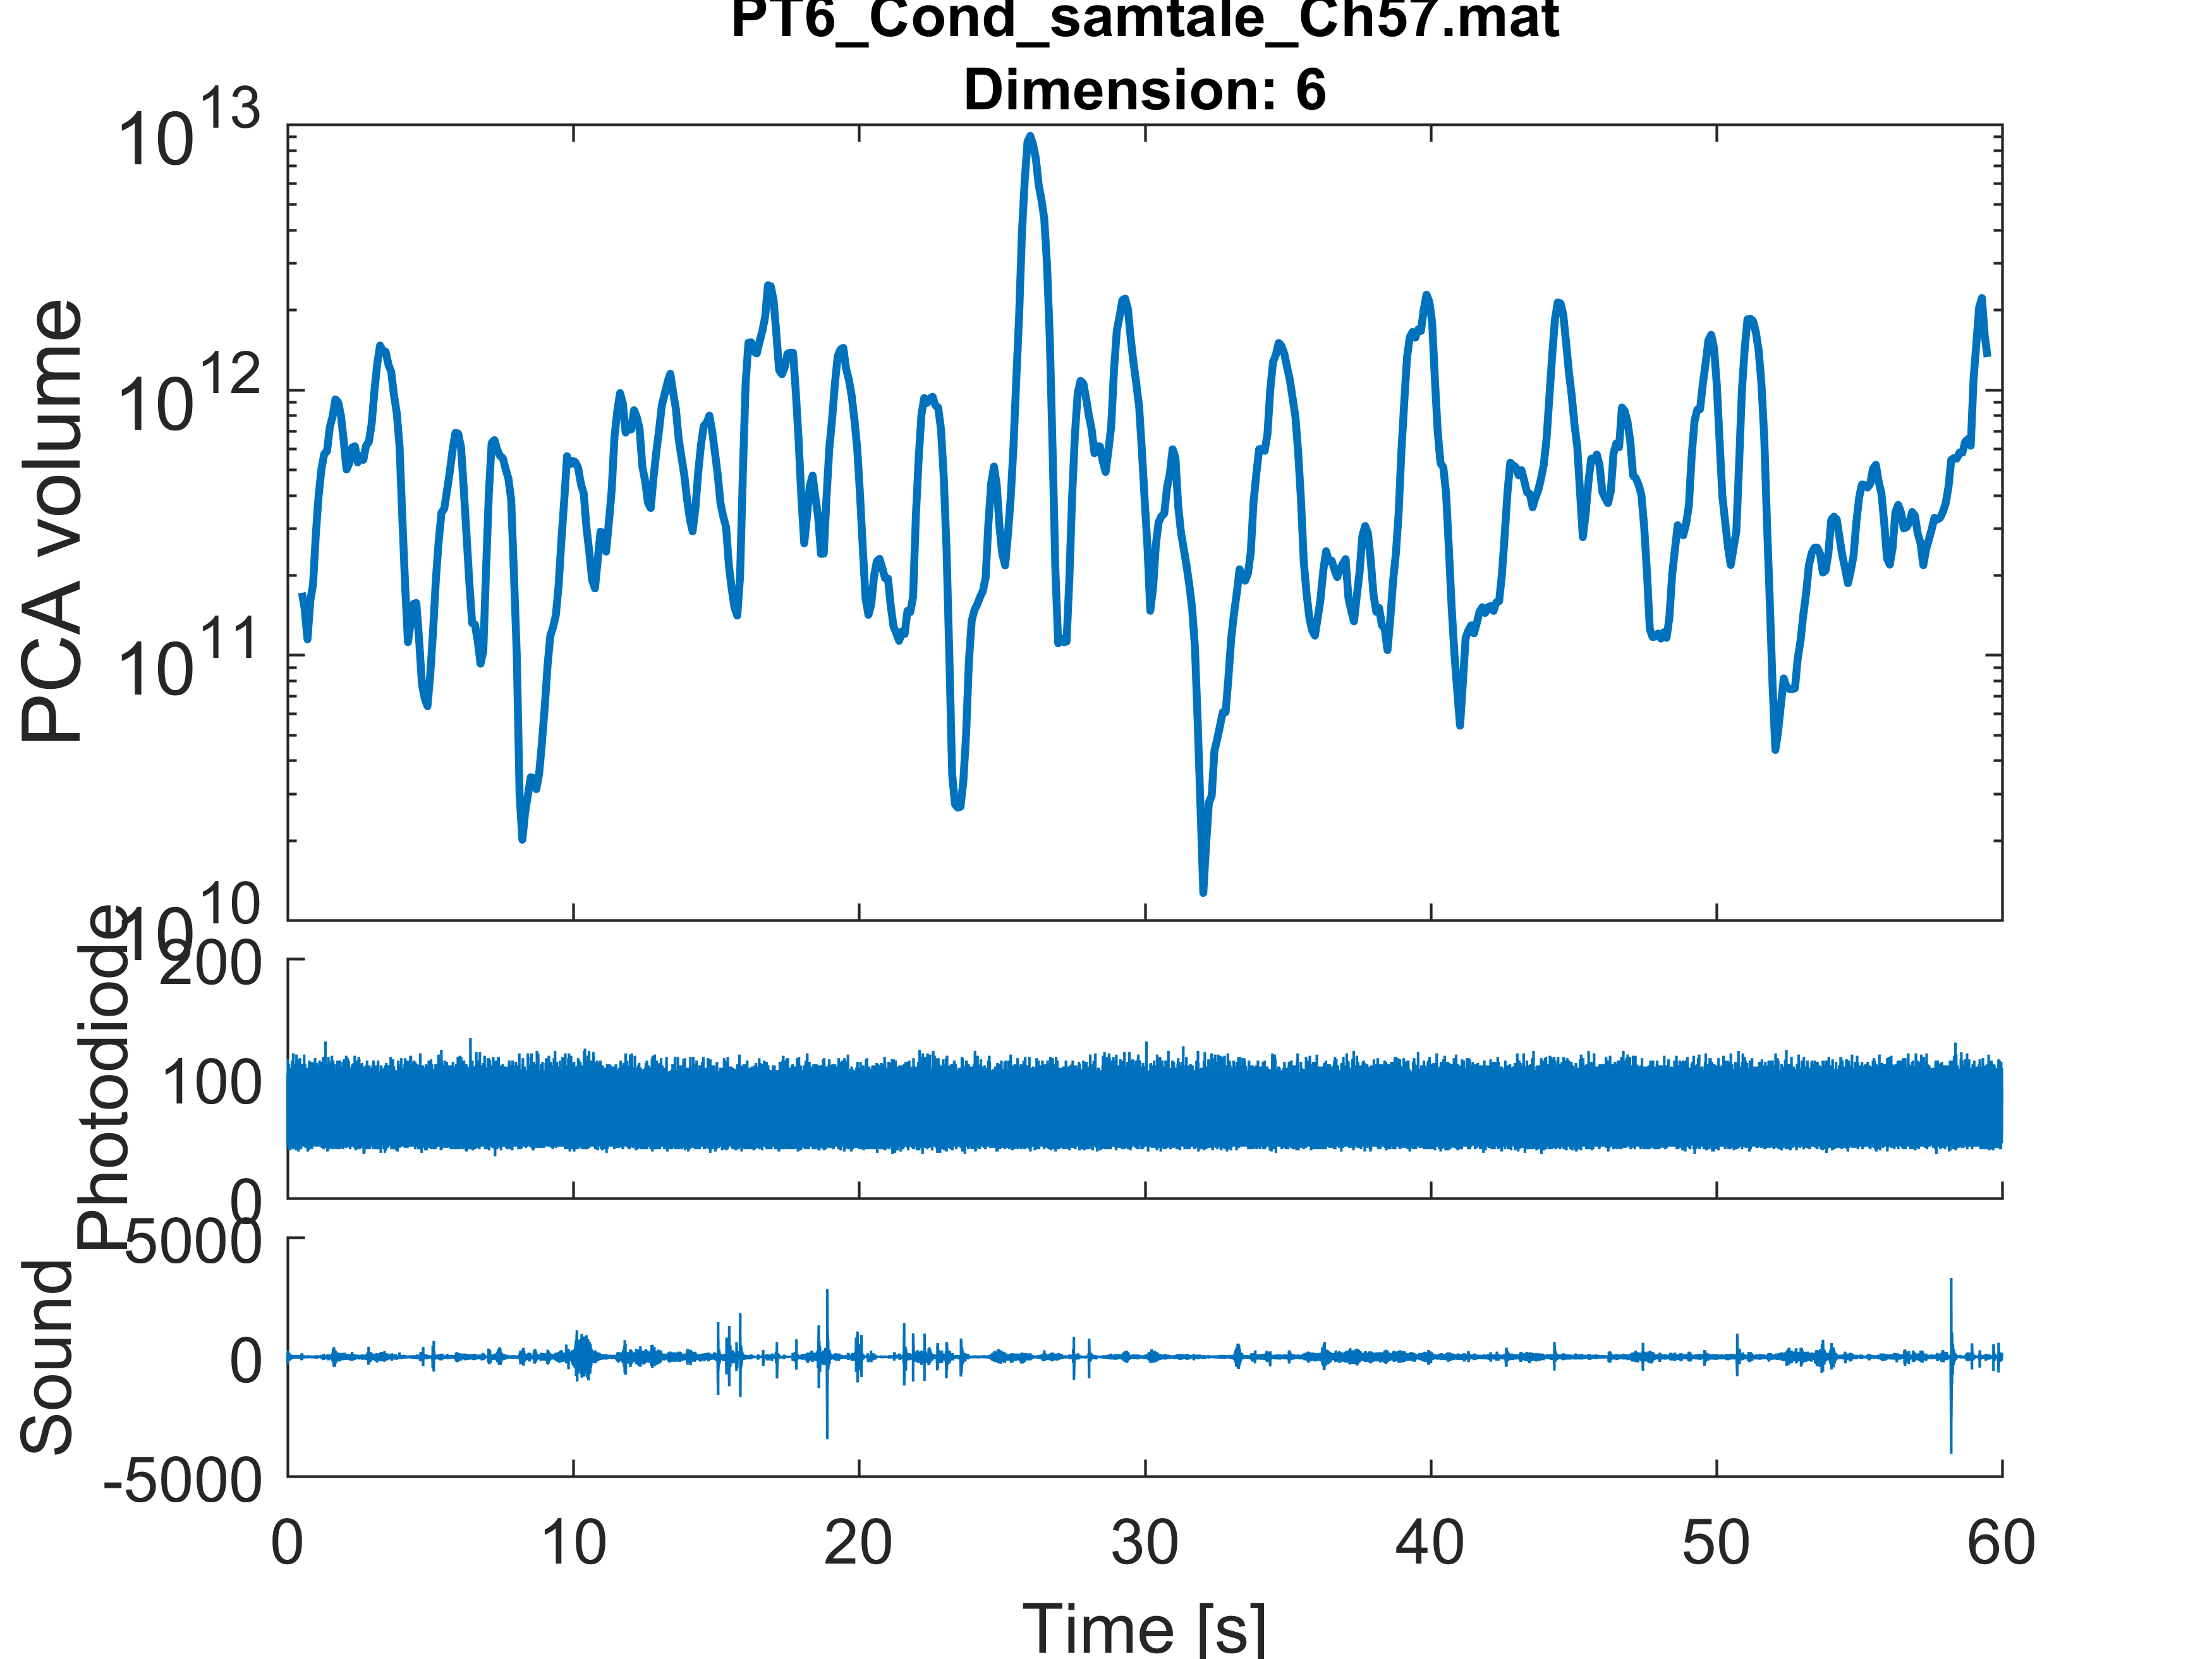 PT6_Cond_samtale_Ch57.mat
Dimension: 6
PCA volume
10^13
10^12
10^11
10^10
Photodiode
200
100
0
Sound
5000
0
-5000
0 10 20 30 40 50 60
Time [s]